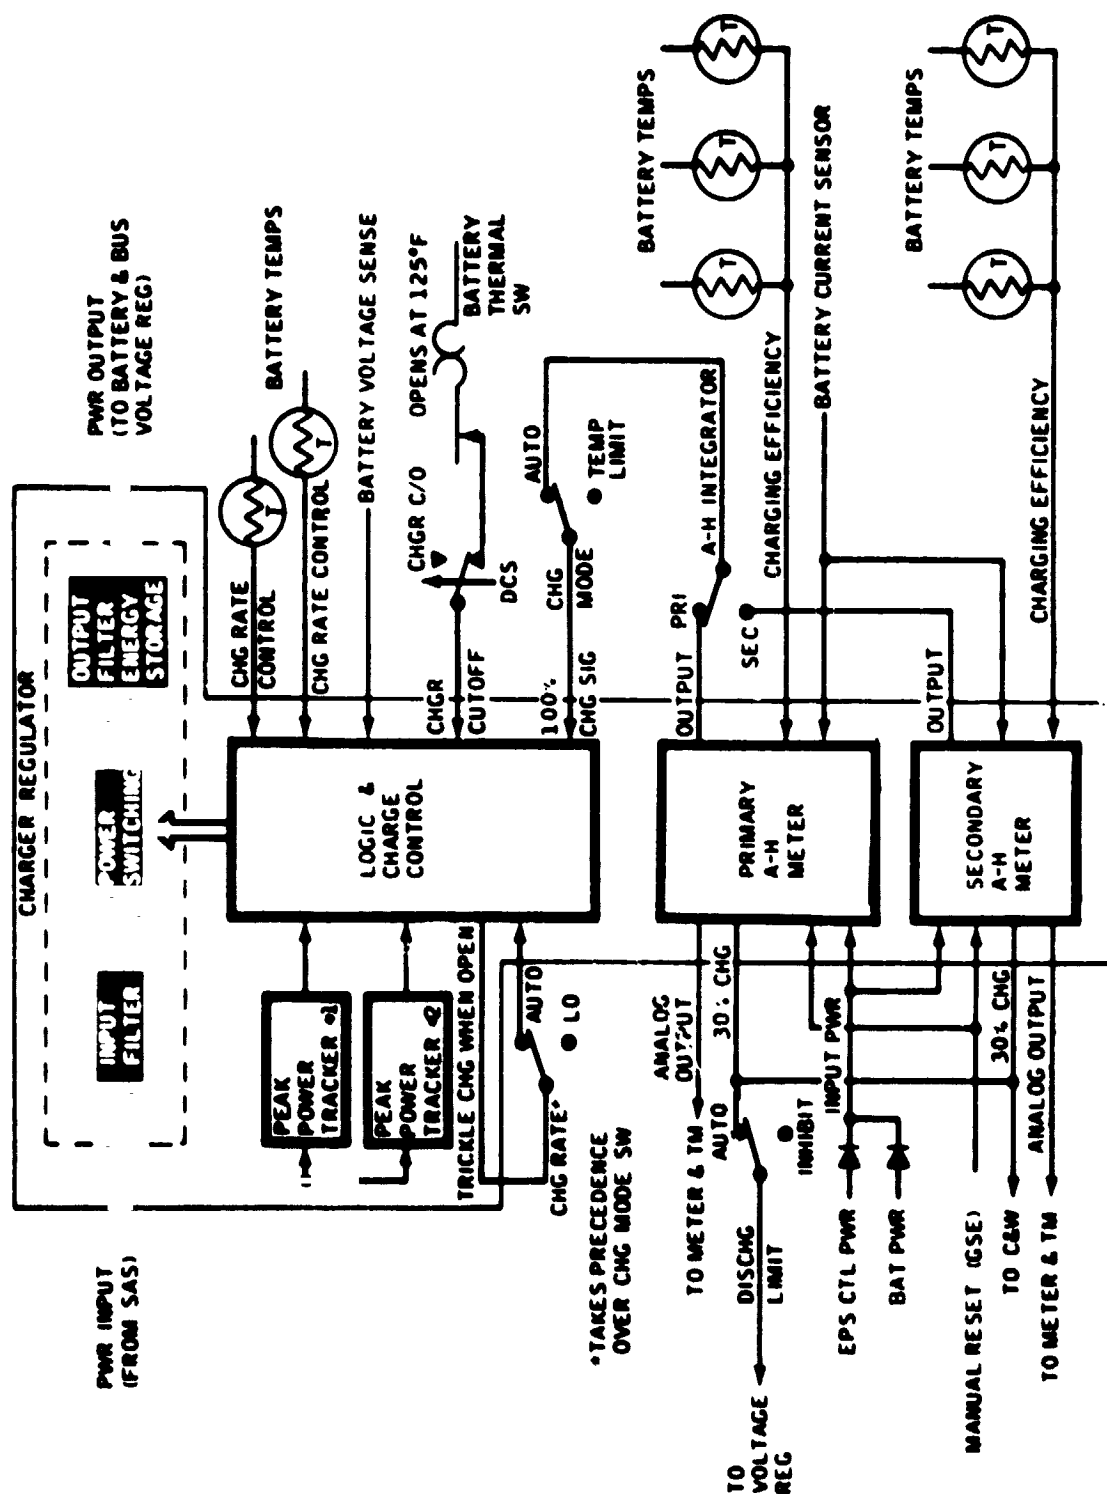 CHARGER REGULATOR
PWR INPUT
(FROM SAS)
INPUT
FILTER
POWER
SWITCHING
OUTPUT
FILTER
ENERGY
STORAGE
PWR OUTPUT
(TO BATTERY & BUS
VOLTAGE REG)
PEAK
POWER
TRACKER #1
PEAK
POWER
TRACKER #2
TRICKLE CHG WHEN OPEN
AUTO
LO
CHG RATE*
*TAKES PRECEDENCE
OVER CHG MODE SW
LOGIC &
CHARGE
CONTROL
CHG RATE
CONTROL
T
CHG RATE CONTROL
T
BATTERY TEMPS
BATTERY VOLTAGE SENSE
CHGR
CUTOFF
CHGR C/O
DCS
OPENS AT 125°F
BATTERY
THERMAL
SW
100%
CHG SIG
CHG
MODE
AUTO
TEMP
LIMIT
TO METER & TM
ANALOG
OUTPUT
30% CHG
AUTO
INHIBIT
DISCHG
LIMIT
TO
VOLTAGE
REG
PRIMARY
A-H
METER
OUTPUT
PRI
SEC
A-H INTEGRATOR
CHARGING EFFICIENCY
BATTERY TEMPS
T
T
T
BATTERY CURRENT SENSOR
INPUT PWR
EPS CTL PWR
BAT PWR
MANUAL RESET (GSE)
TO C&W
30% CHG
TO METER & TM
ANALOG OUTPUT
SECONDARY
A-H
METER
OUTPUT
CHARGING EFFICIENCY
BATTERY TEMPS
T
T
T